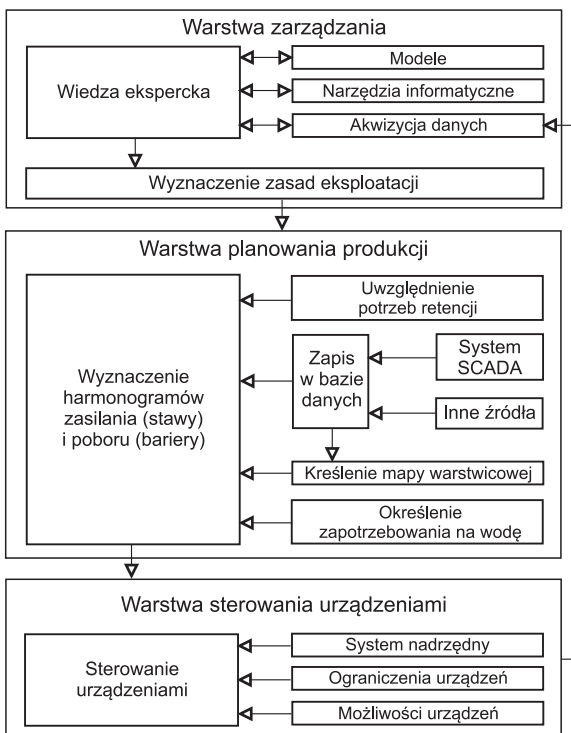 Warstwa zarządzania
Wiedza ekspercka
Modele
Narzędzia informatyczne
Akwizycja danych
Wyznaczenie zasad eksploatacji
Warstwa planowania produkcji
Wyznaczenie
harmonogramów
zasilania (stawy)
i poboru (bariery)
Uwzględnienie
potrzeb retencji
Zapis
w bazie
danych
System
SCADA
Inne źródła
Kreślenie mapy warstwicowej
Określenie
zapotrzebowania na wodę
Warstwa sterowania urządzeniami
Sterowanie
urządzeniami
System nadrzędny
Ograniczenia urządzeń
Możliwości urządzeń